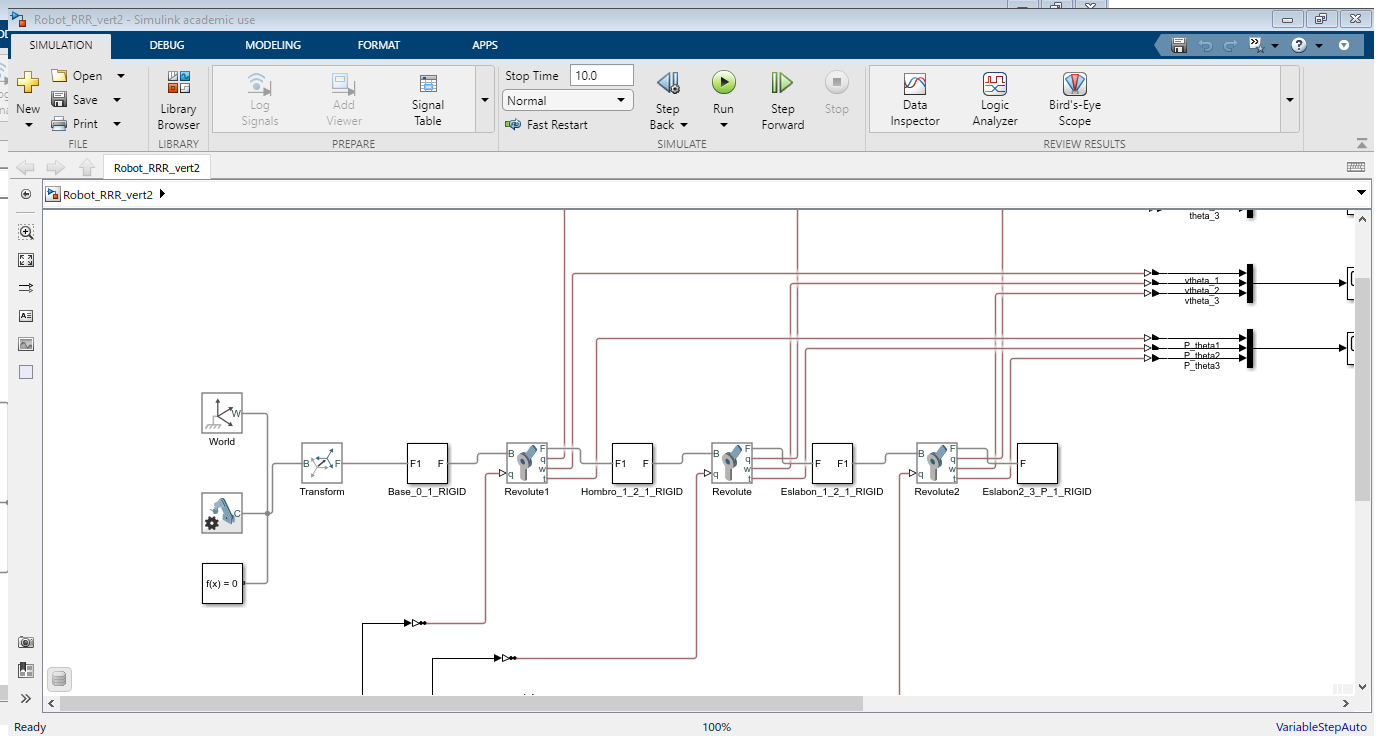 Robot_RRR_vert2 - Simulink academic use
SIMULATION DEBUG MODELING FORMAT APPS
New
Open
Save
Print
FILE
Library Browser
LIBRARY
Log Signals
Add Viewer
Signal Table
PREPARE
Stop Time 10.0
Normal
Fast Restart
Step Back
Run
Step Forward
Stop
SIMULATE
Data Inspector
Logic Analyzer
Bird's-Eye Scope
REVIEW RESULTS
Robot_RRR_vert2
Robot_RRR_vert2
theta_3
vtheta_1
vtheta_2
vtheta_3
P_theta1
P_theta2
P_theta3
W
World
B F
Transform
F1 F
Base_0_1_RIGID
B F q w t q
Revolute1
F1 F
Hombro_1_2_1_RIGID
B F q w t q
Revolute
F F1
Eslabon_1_2_1_RIGID
B F q w t q
Revolute2
F
Eslabon2_3_P_1_RIGID
C
f(x) = 0
Ready 100% VariableStepAuto